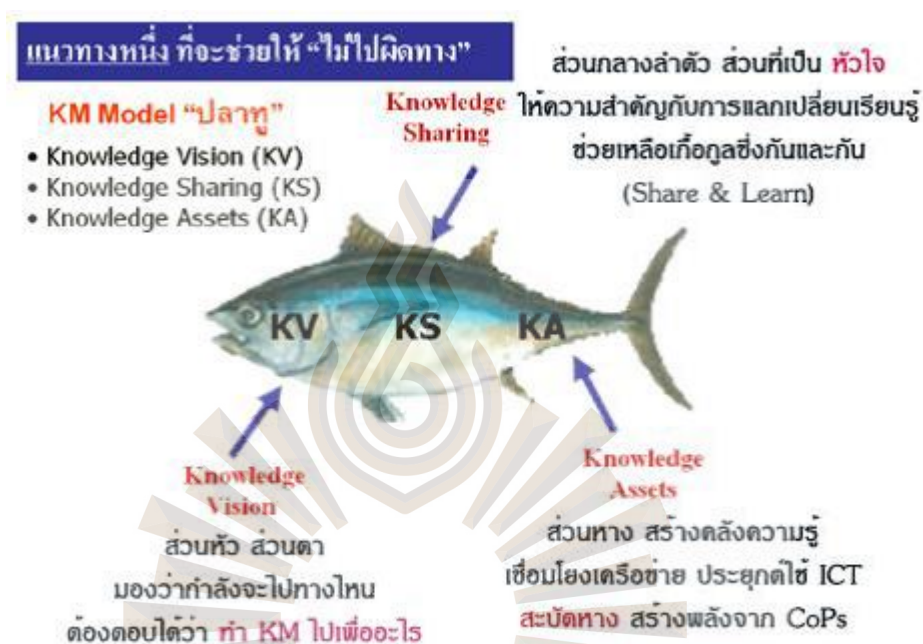 แนวทางหนึ่ง ที่จะช่วยให้ “ไม่ไปผิดทาง”
KM Model “ปลาทู”
• Knowledge Vision (KV)
• Knowledge Sharing (KS)
• Knowledge Assets (KA)
Knowledge
Sharing
ส่วนกลางลำตัว ส่วนที่เป็น หัวใจ
ให้ความสำคัญกับการแลกเปลี่ยนเรียนรู้
ช่วยเหลือเกื้อกูลซึ่งกันและกัน
(Share & Learn)
KV
KS
KA
Knowledge
Vision
ส่วนหัว ส่วนตา
มองว่ากำลังจะไปทางไหน
ต้องตอบได้ว่า ทำ KM ไปเพื่ออะไร
Knowledge
Assets
ส่วนหาง สร้างคลังความรู้
เชื่อมโยงเครือข่าย ประยุกต์ใช้ ICT
สะบัดหาง สร้างพลังจาก CoPs